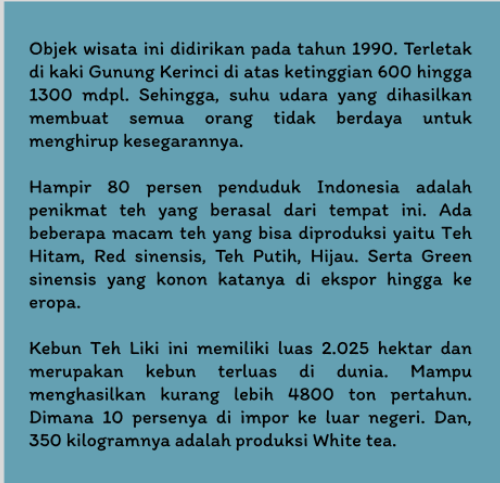 Objek wisata ini didirikan pada tahun 1990. Terletak
di kaki Gunung Kerinci di atas ketinggian 600 hingga
1300 mdpl. Sehingga, suhu udara yang dihasilkan
membuat semua orang tidak berdaya untuk
menghirup kesegarannya.
Hampir 80 persen penduduk Indonesia adalah
penikmat teh yang berasal dari tempat ini. Ada
beberapa macam teh yang bisa diproduksi yaitu Teh
Hitam, Red sinensis, Teh Putih, Hijau. Serta Green
sinensis yang konon katanya di ekspor hingga ke
eropa.
Kebun Teh Liki ini memiliki luas 2.025 hektar dan
merupakan kebun terluas di dunia. Mampu
menghasilkan kurang lebih 4800 ton pertahun.
Dimana 10 persenya di impor ke luar negeri. Dan,
350 kilogramnya adalah produksi White tea.